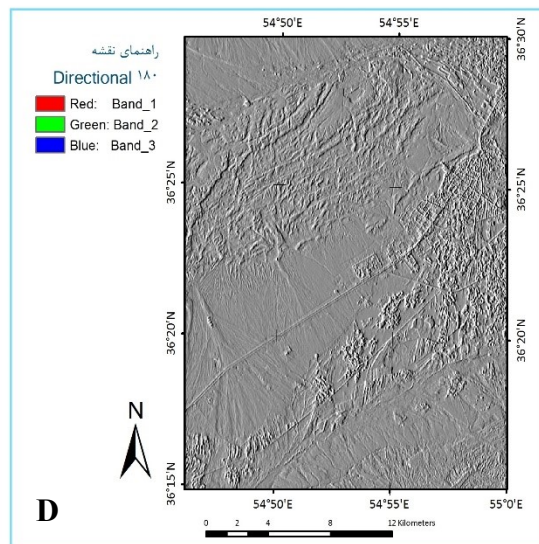 راهنمای نقشه
Directional ۱۸۰
Red: Band_1
Green: Band_2
Blue: Band_3
54°50'E 54°55'E
36°30'N
36°25'N 36°25'N
36°20'N 36°20'N
36°15'N 36°15'N
54°50'E 54°55'E 55°0'E
N
D
0 2 4 8 12 Kilometers